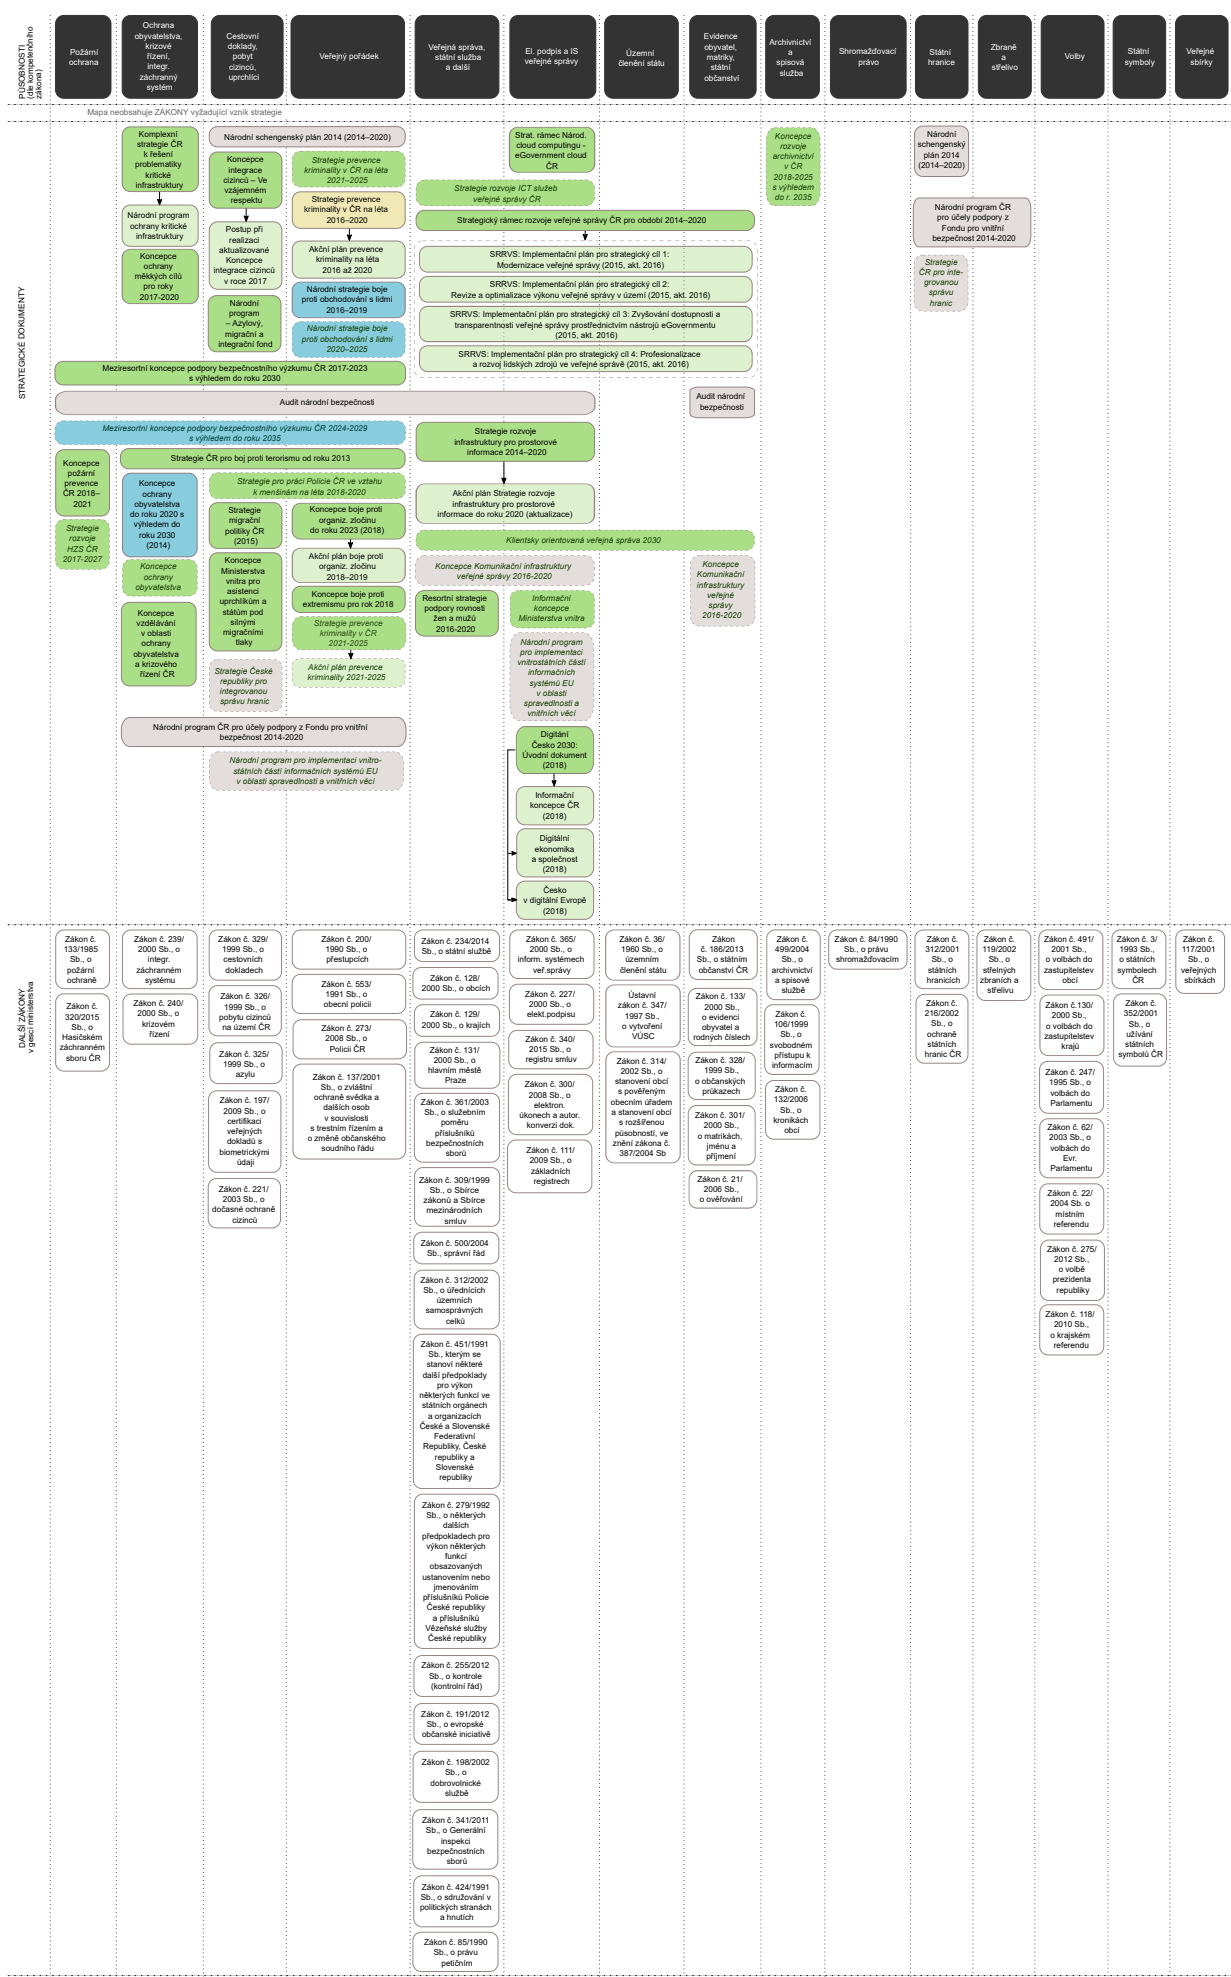 PŮSOBNOSTI
(dle kompetenčního
zákona)
Požární
ochrana
Ochrana
obyvatelstva,
krizové
řízení,
integr.
záchranný
systém
Cestovní
doklady,
pobyt
cizinců,
uprchlíci
Veřejný pořádek
Veřejná správa,
státní služba
a další
El. podpis a IS
veřejné správy
Územní
členění státu
Evidence
obyvatel,
matriky,
státní
občanství
Archivnictví
a
spisová
služba
Shromažďovací
právo
Státní
hranice
Zbraně
a
střelivo
Volby
Státní
symboly
Veřejné
sbírky
Mapa neobsahuje ZÁKONY vyžadující vznik strategie
STRATEGICKÉ DOKUMENTY
Komplexní
strategie ČR
k řešení
problematiky
kritické
infrastruktury
Národní program
ochrany kritické
infrastruktury
Koncepce
ochrany
měkkých cílů
pro roky
2017-2020
Národní schengenský plán 2014 (2014–2020)
Koncepce
integrace
cizinců – Ve
vzájemném
respektu
Postup při
realizaci
aktualizované
Koncepce
integrace cizinců
v roce 2017
Národní
program
– Azylový,
migrační a
integrační fond
Strategie prevence
kriminality v ČR na léta
2021–2025
Strategie prevence
kriminality v ČR na léta
2016–2020
Akční plán prevence
kriminality na léta
2016 až 2020
Národní strategie boje
proti obchodování s lidmi
2016–2019
Národní strategie boje
proti obchodování s lidmi
2020–2025
Strat. rámec Národ.
cloud computingu -
eGovernment cloud
ČR
Strategie rozvoje ICT služeb
veřejné správy ČR
Strategický rámec rozvoje veřejné správy ČR pro období 2014–2020
SRRVS: Implementační plán pro strategický cíl 1:
Modernizace veřejné správy (2015, akt. 2016)
SRRVS: Implementační plán pro strategický cíl 2:
Revize a optimalizace výkonu veřejné správy v území (2015, akt. 2016)
SRRVS: Implementační plán pro strategický cíl 3: Zvyšování dostupnosti a
transparentnosti veřejné správy prostřednictvím nástrojů eGovernmentu
(2015, akt. 2016)
SRRVS: Implementační plán pro strategický cíl 4: Profesionalizace
a rozvoj lidských zdrojů ve veřejné správě (2015, akt. 2016)
Koncepce
rozvoje
archivnictví
v ČR
2018-2025
s výhledem
do r. 2035
Národní
schengenský
plán 2014
(2014–2020)
Národní program ČR
pro účely podpory z
Fondu pro vnitřní
bezpečnost 2014-2020
Strategie
ČR pro inte-
grovanou
správu
hranic
Meziresortní koncepce podpory bezpečnostního výzkumu ČR 2017-2023
s výhledem do roku 2030
Audit národní bezpečnosti
Audit národní
bezpečnosti
Meziresortní koncepce podpory bezpečnostního výzkumu ČR 2024-2029
s výhledem do roku 2035
Koncepce
požární
prevence
ČR 2018–
2021
Strategie
rozvoje
HZS ČR
2017-2027
Strategie ČR pro boj proti terorismu od roku 2013
Koncepce
ochrany
obyvatelstva
do roku 2020 s
výhledem do
roku 2030
(2014)
Koncepce
ochrany
obyvatelstva
Koncepce
vzdělávání
v oblasti
ochrany
obyvatelstva
a krizového
řízení ČR
Strategie pro práci Policie ČR ve vztahu
k menšinám na léta 2018-2020
Strategie
migrační
politiky ČR
(2015)
Koncepce
Ministerstva
vnitra pro
asistenci
uprchlíkům a
státům pod
silnými
migračními
tlaky
Strategie České
republiky pro
integrovanou
správu hranic
Koncepce boje proti
organiz. zločinu
do roku 2023 (2018)
Akční plán boje proti
organiz. zločinu
2018–2019
Koncepce boje proti
extremismu pro rok 2018
Strategie prevence
kriminality v ČR
2021-2025
Akční plán prevence
kriminality 2021-2025
Strategie rozvoje
infrastruktury pro prostorové
informace 2014–2020
Akční plán Strategie rozvoje
infrastruktury pro prostorové
informace do roku 2020 (aktualizace)
Klientsky orientovaná veřejná správa 2030
Koncepce Komunikační infrastruktury
veřejné správy 2016-2020
Koncepce
Komunikační
infrastruktury
veřejné
správy
2016-2020
Resortní strategie
podpory rovnosti
žen a mužů
2016-2020
Informační
koncepce
Ministerstva vnitra
Národní program
pro implementaci
vnitrostátních částí
informačních
systémů EU
v oblasti
spravedlnosti a
vnitřních věcí
Národní program ČR pro účely podpory z Fondu pro vnitřní
bezpečnost 2014-2020
Národní program pro implementaci vnitro-
státních částí informačních systémů EU
v oblasti spravedlnosti a vnitřních věcí
Digitání
Česko 2030:
Úvodní dokument
(2018)
Informační
koncepce ČR
(2018)
Digitální
ekonomika
a společnost
(2018)
Česko
v digitální Evropě
(2018)
DALŠÍ ZÁKONY
v gesci ministerstva
Zákon č.
133/1985
Sb., o
požární
ochraně
Zákon č.
320/2015
Sb., o
Hasičském
záchranném
sboru ČR
Zákon č. 239/
2000 Sb., o
integr.
záchranném
systému
Zákon č. 240/
2000 Sb., o
krizovém
řízení
Zákon č. 329/
1999 Sb., o
cestovních
dokladech
Zákon č. 326/
1999 Sb., o
pobytu cizinců
na území ČR
Zákon č. 325/
1999 Sb., o
azylu
Zákon č. 197/
2009 Sb., o
certifikaci
veřejných
dokladů s
biometrickými
údaji
Zákon č. 221/
2003 Sb., o
dočasné ochraně
cizinců
Zákon č. 200/
1990 Sb., o
přestupcích
Zákon č. 553/
1991 Sb., o
obecní policii
Zákon č. 273/
2008 Sb., o
Policii ČR
Zákon č. 137/2001
Sb., o zvláštní
ochraně svědka a
dalších osob
v souvislosti
s trestním řízením a
o změně občanského
soudního řádu
Zákon č. 234/2014
Sb., o státní službě
Zákon č. 128/
2000 Sb., o obcích
Zákon č. 129/
2000 Sb., o krajích
Zákon č. 131/
2000 Sb., o
hlavním městě
Praze
Zákon č. 361/2003
Sb., o služebním
poměru
příslušníků
bezpečnostních
sborů
Zákon č. 309/1999
Sb., o Sbírce
zákonů a Sbírce
mezinárodních
smluv
Zákon č. 500/2004
Sb., správní řád
Zákon č. 312/2002
Sb., o úřednících
územních
samosprávných
celků
Zákon č. 451/1991
Sb., kterým se
stanoví některé
další předpoklady
pro výkon
některých funkcí ve
státních orgánech
a organizacích
České a Slovenské
Federativní
Republiky, České
republiky a
Slovenské
republiky
Zákon č. 279/1992
Sb., o některých
dalších
předpokladech pro
výkon některých
funkcí
obsazovaných
ustanovením nebo
jmenováním
příslušníků Policie
České republiky
a příslušníků
Vězeňské služby
České republiky
Zákon č. 255/2012
Sb., o kontrole
(kontrolní řád)
Zákon č. 191/2012
Sb., o evropské
občanské iniciativě
Zákon č. 198/2002
Sb., o
dobrovolnické
službě
Zákon č. 341/2011
Sb., o Generální
inspekci
bezpečnostních
sborů
Zákon č. 424/1991
Sb., o sdružování v
politických stranách
a hnutích
Zákon č. 85/1990
Sb., o právu
petičním
Zákon č. 365/
2000 Sb., o
inform. systémech
veř.správy
Zákon č. 227/
2000 Sb., o
elekt.podpisu
Zákon č. 340/
2015 Sb., o
registru smluv
Zákon č. 300/
2008 Sb., o
elektron.
úkonech a autor.
konverzi dok.
Zákon č. 111/
2009 Sb., o
základních
registrech
Zákon č. 36/
1960 Sb., o
územním
členění státu
Ústavní
zákon č. 347/
1997 Sb.,
o vytvoření
VÚSC
Zákon č. 314/
2002 Sb., o
stanovení obcí
s pověřeným
obecním úřadem
a stanovení obcí
s rozšířenou
působností, ve
znění zákona č.
387/2004 Sb
Zákon
č. 186/2013
Sb., o státním
občanství ČR
Zákon č. 133/
2000 Sb.,
o evidenci
obyvatel a
rodných číslech
Zákon č. 328/
1999 Sb.,
o občanských
průkazech
Zákon č. 301/
2000 Sb.,
o matrikách,
jménu a
příjmení
Zákon č. 21/
2006 Sb.,
o ověřování
Zákon č.
499/2004
Sb., o
archivnictví
a spisové
službě
Zákon č.
106/1999
Sb., o
svobodném
přístupu k
informacím
Zákon č.
132/2006
Sb., o
kronikách
obcí
Zákon č. 84/1990
Sb., o právu
shromažďovacím
Zákon č.
312/2001
Sb., o
státních
hranicích
Zákon č.
216/2002
Sb., o
ochraně
státních
hranic ČR
Zákon č.
119/2002
Sb., o
střelných
zbraních a
střelivu
Zákon č. 491/
2001 Sb.,
o volbách do
zastupitelstev
obcí
Zákon č.130/
2000 Sb.,
o volbách do
zastupitelstev
krajů
Zákon č. 247/
1995 Sb., o
volbách do
Parlamentu
Zákon č. 62/
2003 Sb., o
volbách do
Evr.
Parlamentu
Zákon č. 22/
2004 Sb. o
místním
referendu
Zákon č. 275/
2012 Sb.,
o volbě
prezidenta
republiky
Zákon č. 118/
2010 Sb.,
o krajském
referendu
Zákon č. 3/
1993 Sb.,
o státních
symbolech
ČR
Zákon č.
352/2001
Sb., o
užívání
státních
symbolů ČR
Zákon č.
117/2001
Sb., o
veřejných
sbírkách